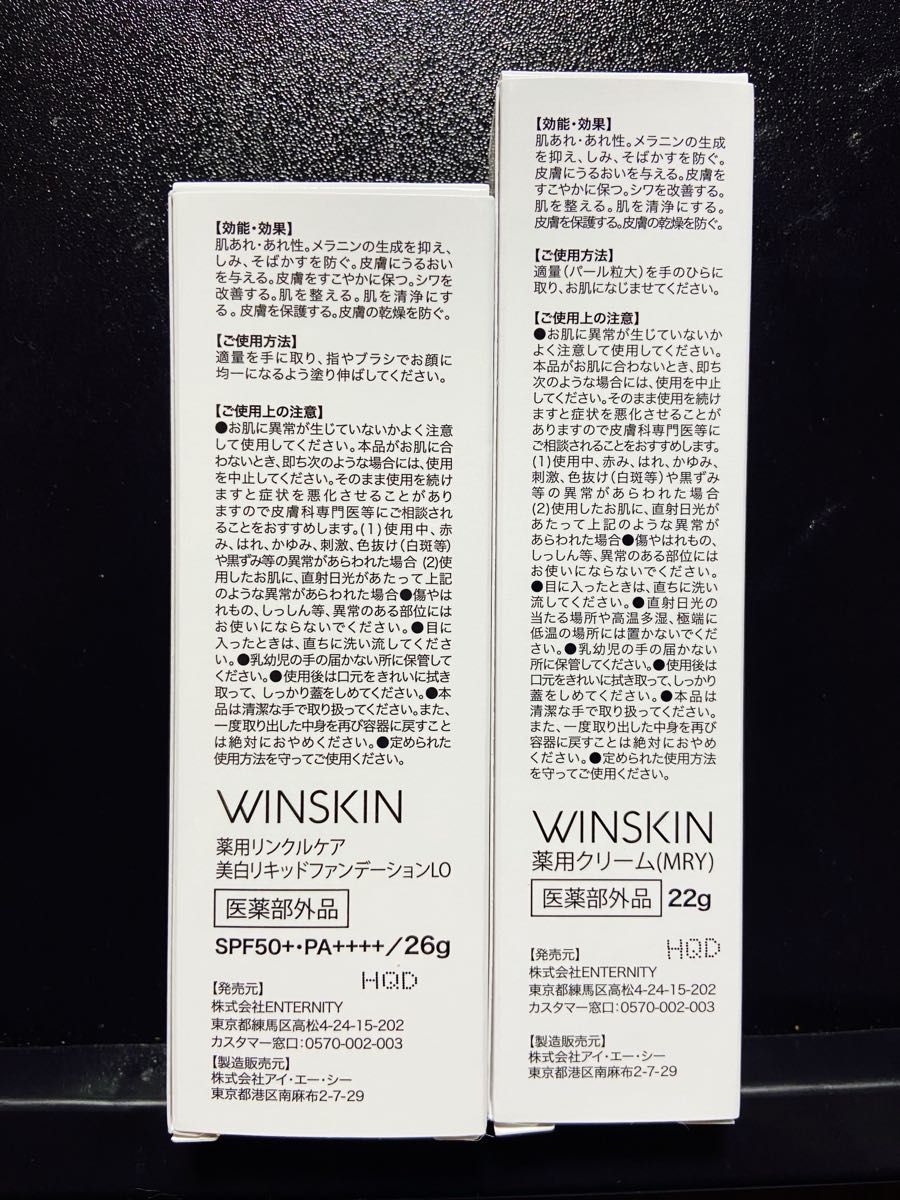 【効能・効果】
肌あれ・あれ性。メラニンの生成を抑え、
しみ、そばかすを防ぐ。皮膚にうるおい
を与える。皮膚をすこやかに保つ。シワを
改善する。肌を整える。肌を清浄にす
る。皮膚を保護する。皮膚の乾燥を防ぐ。
【ご使用方法】
適量を手に取り、指やブラシでお顔に
均一になるよう塗り伸ばしてください。
【ご使用上の注意】
●お肌に異常が生じていないかよく注意
して使用してください。本品がお肌に合
わないとき、即ち次のような場合には、使用
を中止してください。そのまま使用を続け
ますと症状を悪化させることがあり
ますので皮膚科専門医等にご相談され
ることをおすすめします。(1)使用中、赤
み、はれ、かゆみ、刺激、色抜け(白斑等)
や黒ずみ等の異常があらわれた場合 (2)使
用したお肌に、直射日光があたって上記
のような異常があらわれた場合●傷やは
れもの、しっしん等、異常のある部位には
お使いにならないでください。●目に
入ったときは、直ちに洗い流してくださ
い。●乳幼児の手の届かない所に保管して
ください。●使用後は口元をきれいに拭き
取って、しっかり蓋をしめてください。●本
品は清潔な手で取り扱ってください。また、
一度取り出した中身を再び容器に戻すこと
は絶対におやめください。●定められた
使用方法を守ってご使用ください。
WINSKIN
薬用リンクルケア
美白リキッドファンデーションLO
医薬部外品
SPF50+・PA++++/26g
HQD
【発売元】
株式会社ENTERNITY
東京都練馬区高松4-24-15-202
カスタマー窓口:0570-002-003
【製造販売元】
株式会社アイ・エー・シー
東京都港区南麻布2-7-29
【効能・効果】
肌あれ・あれ性。メラニンの生成
を抑え、しみ、そばかすを防ぐ。
皮膚にうるおいを与える。皮膚を
すこやかに保つ。シワを改善する。
肌を整える。肌を清浄にする。
皮膚を保護する。皮膚の乾燥を防ぐ。
【ご使用方法】
適量(パール粒大)を手のひらに
取り、お肌になじませてください。
【ご使用上の注意】
●お肌に異常が生じていないか
よく注意して使用してください。
本品がお肌に合わないとき、即ち
次のような場合には、使用を中止
してください。そのまま使用を続け
ますと症状を悪化させることが
ありますので皮膚科専門医等に
ご相談されることをおすすめします。
(1)使用中、赤み、はれ、かゆみ、
刺激、色抜け(白斑等)や黒ずみ
等の異常があらわれた場合
(2)使用したお肌に、直射日光が
あたって上記のような異常が
あらわれた場合●傷やはれもの、
しっしん等、異常のある部位には
お使いにならないでください。
●目に入ったときは、直ちに洗い
流してください。●直射日光の
当たる場所や高温多湿、極端に
低温の場所には置かないでくだ
さい。●乳幼児の手の届かない
所に保管してください。●使用後は
口元をきれいに拭き取って、しっかり
蓋をしめてください。●本品は
清潔な手で取り扱ってください。
また、一度取り出した中身を再び
容器に戻すことは絶対におやめ
ください。●定められた使用方法
を守ってご使用ください。
WINSKIN
薬用クリーム(MRY)
医薬部外品 22g
HQD
【発売元】
株式会社ENTERNITY
東京都練馬区高松4-24-15-202
カスタマー窓口:0570-002-003
【製造販売元】
株式会社アイ・エー・シー
東京都港区南麻布2-7-29